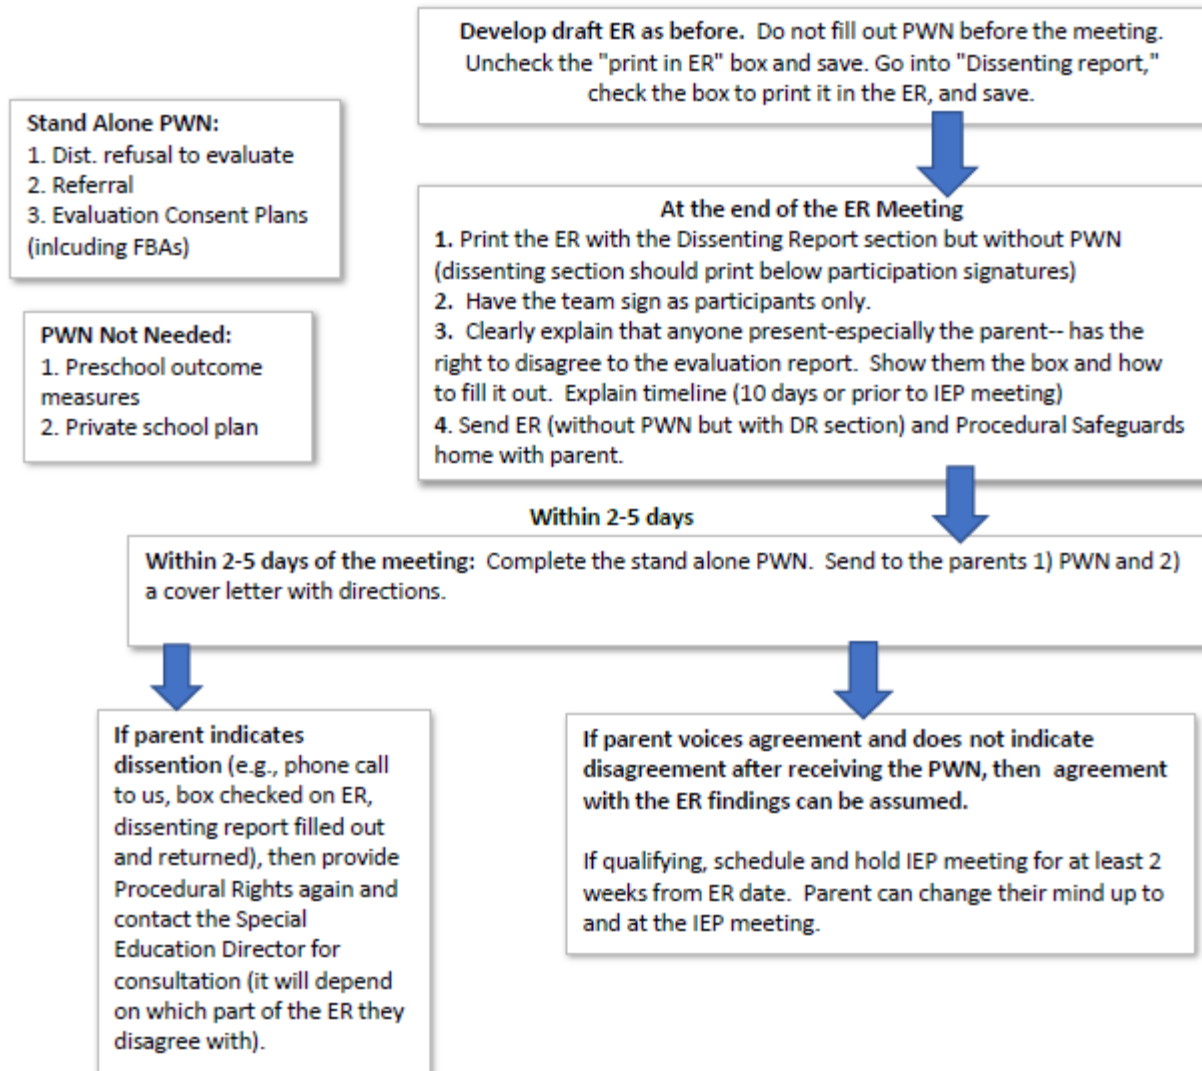 Develop draft ER as before. Do not fill out PWN before the meeting.
Uncheck the "print in ER" box and save. Go into "Dissenting report,"
check the box to print it in the ER, and save.
Stand Alone PWN:
1. Dist. refusal to evaluate
2. Referral
3. Evaluation Consent Plans
(inlcuding FBAs)
PWN Not Needed:
1. Preschool outcome
measures
2. Private school plan
At the end of the ER Meeting
1. Print the ER with the Dissenting Report section but without PWN
(dissenting section should print below participation signatures)
2. Have the team sign as participants only.
3. Clearly explain that anyone present-especially the parent-- has the
right to disagree to the evaluation report. Show them the box and how
to fill it out. Explain timeline (10 days or prior to IEP meeting)
4. Send ER (without PWN but with DR section) and Procedural Safeguards
home with parent.
Within 2-5 days
Within 2-5 days of the meeting: Complete the stand alone PWN. Send to the parents 1) PWN and 2)
a cover letter with directions.
If parent indicates
dissention (e.g., phone call
to us, box checked on ER,
dissenting report filled out
and returned), then provide
Procedural Rights again and
contact the Special
Education Director for
consultation (it will depend
on which part of the ER they
disagree with).
If parent voices agreement and does not indicate
disagreement after receiving the PWN, then agreement
with the ER findings can be assumed.
If qualifying, schedule and hold IEP meeting for at least 2
weeks from ER date. Parent can change their mind up to
and at the IEP meeting.